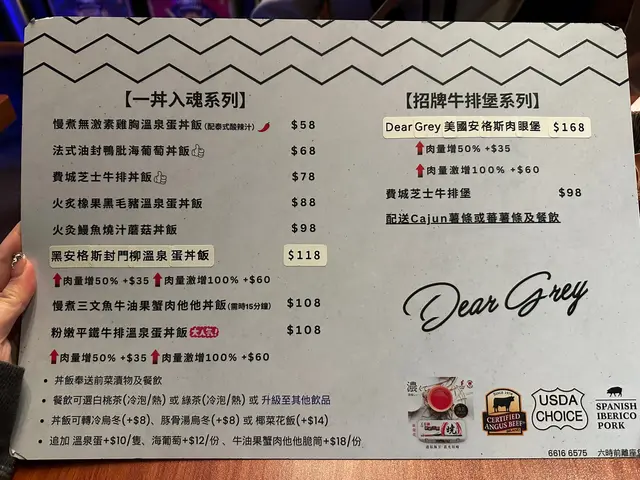 【一丼入魂系列】
慢煮無激素雞胸溫泉蛋丼飯(配泰式酸辣汁) $58
法式油封鴨肶海葡萄丼飯 $68
費城芝士牛排丼飯 $78
火炙橡果黑毛豬溫泉蛋丼飯 $88
火灸鰻魚燒汁蘑菇丼飯 $98
黑安格斯封門柳溫泉 蛋丼飯 $118
肉量增50% +$35 肉量激增100% +$60
慢煮三文魚牛油果蟹肉他他丼飯(需時15分鐘) $108
粉嫩平鐵牛排溫泉蛋丼飯 大人氣! $108
肉量增50% +$35 肉量激增100% +$60
• 丼飯奉送前菜漬物及餐飲
• 餐飲可選白桃茶(冷泡/熱) 或 綠茶(冷泡/熱) 或 升級至其他飲品
• 丼飯可轉冷烏冬(+$8)、豚骨湯烏冬(+$8) 或 椰菜花飯(+$14)
• 追加 溫泉蛋+$10/隻、海葡萄+$12/份 、牛油果蟹肉他他脆筒+$18/份
【招牌牛排堡系列】
Dear Grey 美國安格斯肉眼堡 $168
肉量增50% +$35
肉量激增100% +$60
費城芝士牛排堡 $98
配送Cajun薯條或蕃薯條及餐飲
Dear Grey
濃
CERTIFIED
ANGUS BEEF
USDA
CHOICE
SPANISH
IBERICO
PORK
6616 6575 六時前離座